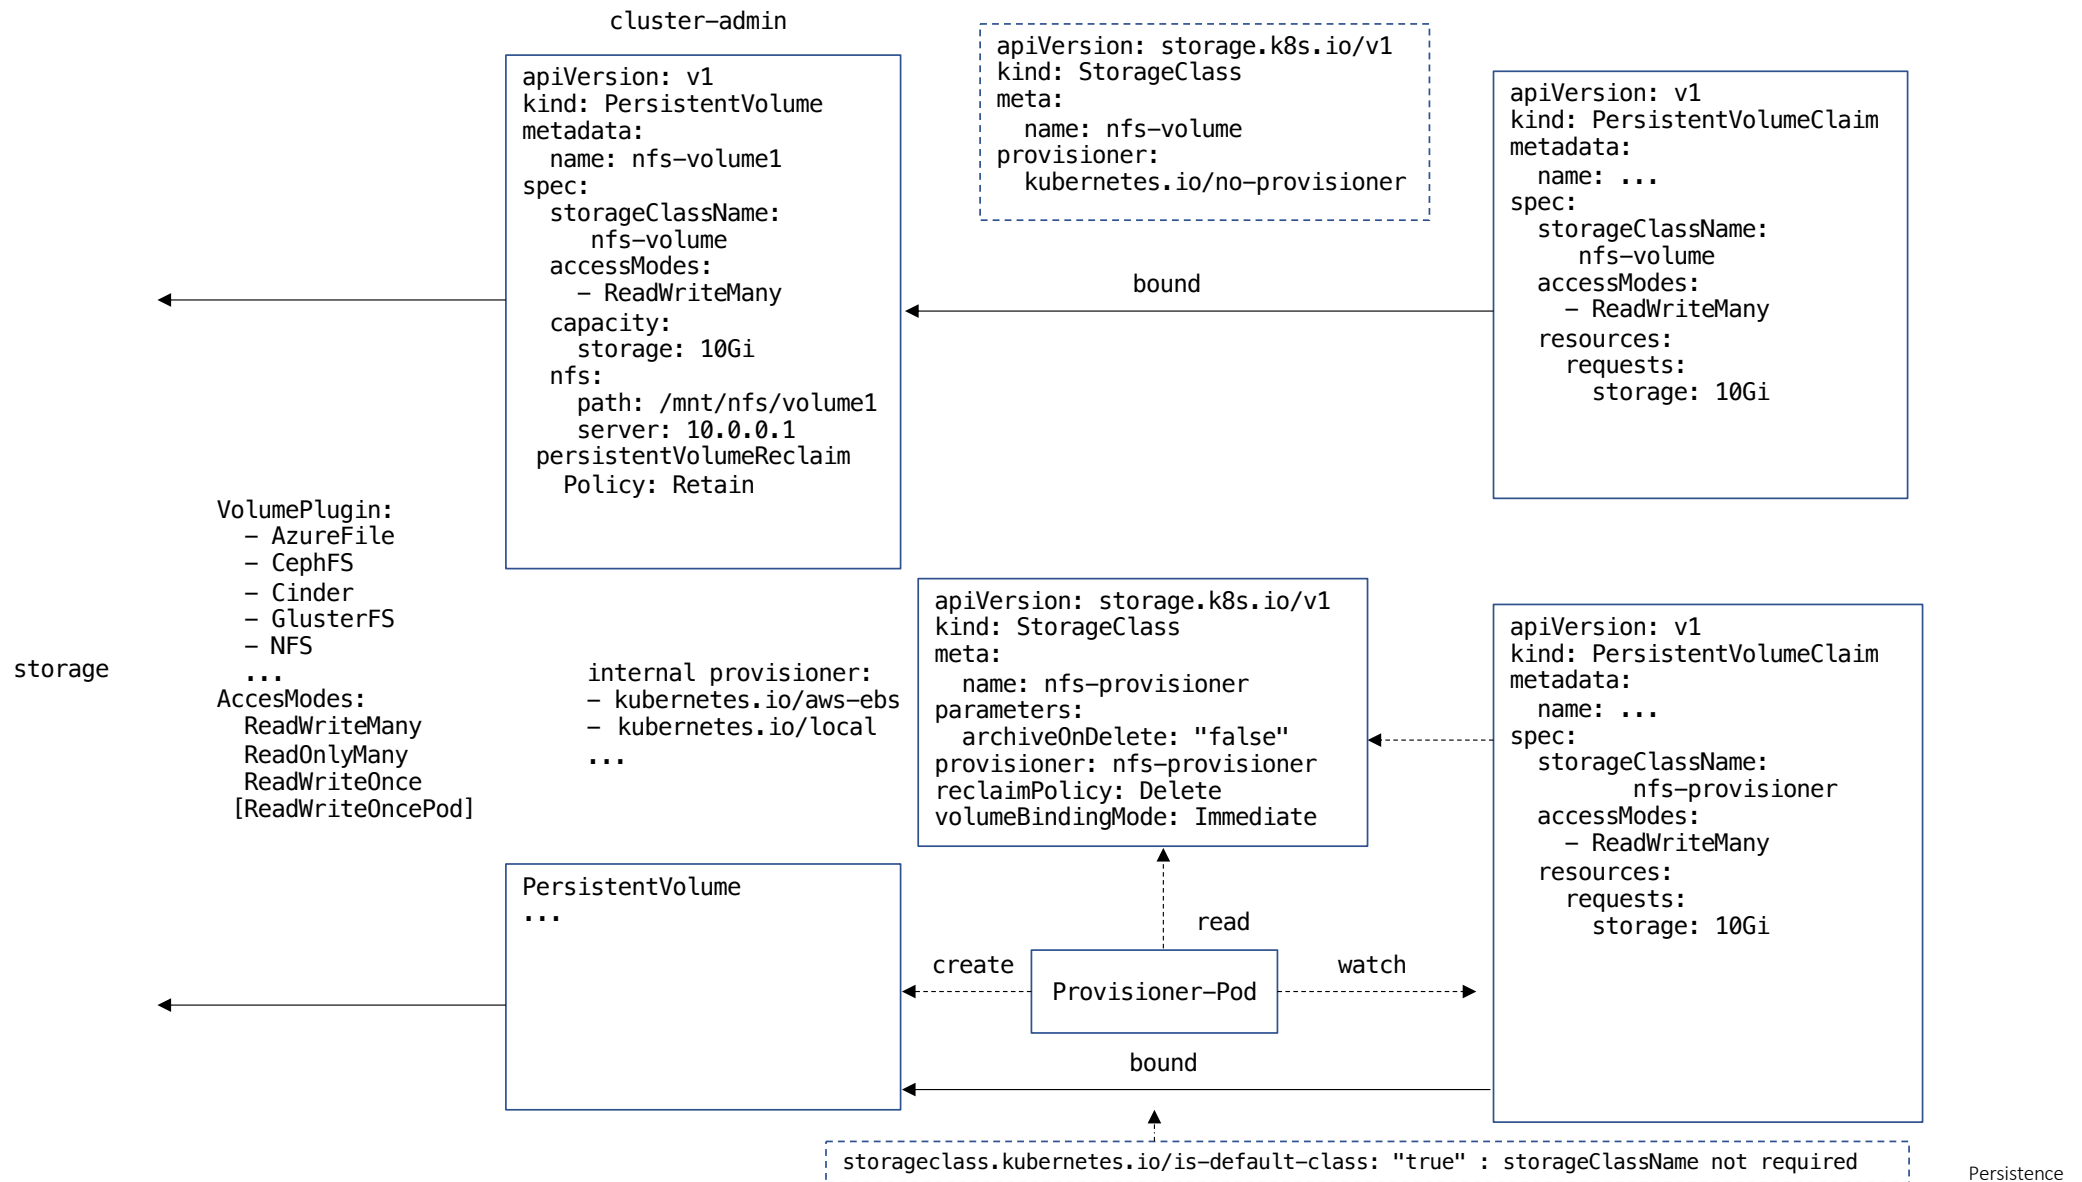 cluster-admin
apiVersion: v1
kind: PersistentVolume
metadata:
  name: nfs-volume1
spec:
  storageClassName:
     nfs-volume
  accessModes:
    - ReadWriteMany
  capacity:
    storage: 10Gi
  nfs:
    path: /mnt/nfs/volume1
    server: 10.0.0.1
 persistentVolumeReclaim
   Policy: Retain
apiVersion: storage.k8s.io/v1
kind: StorageClass
meta:
  name: nfs-volume
provisioner:
  kubernetes.io/no-provisioner
bound
apiVersion: v1
kind: PersistentVolumeClaim
metadata:
  name: ...
spec:
  storageClassName:
     nfs-volume
  accessModes:
    - ReadWriteMany
  resources:
    requests:
      storage: 10Gi
storage
VolumePlugin:
  - AzureFile
  - CephFS
  - Cinder
  - GlusterFS
  - NFS
  ...
AccesModes:
  ReadWriteMany
  ReadOnlyMany
  ReadWriteOnce
 [ReadWriteOncePod]
internal provisioner:
- kubernetes.io/aws-ebs
- kubernetes.io/local
...
apiVersion: storage.k8s.io/v1
kind: StorageClass
meta:
  name: nfs-provisioner
parameters:
  archiveOnDelete: "false"
provisioner: nfs-provisioner
reclaimPolicy: Delete
volumeBindingMode: Immediate
apiVersion: v1
kind: PersistentVolumeClaim
metadata:
  name: ...
spec:
  storageClassName:
         nfs-provisioner
  accessModes:
    - ReadWriteMany
  resources:
    requests:
      storage: 10Gi
PersistentVolume
...
read
create
Provisioner-Pod
watch
bound
storageclass.kubernetes.io/is-default-class: "true" : storageClassName not required
Persistence